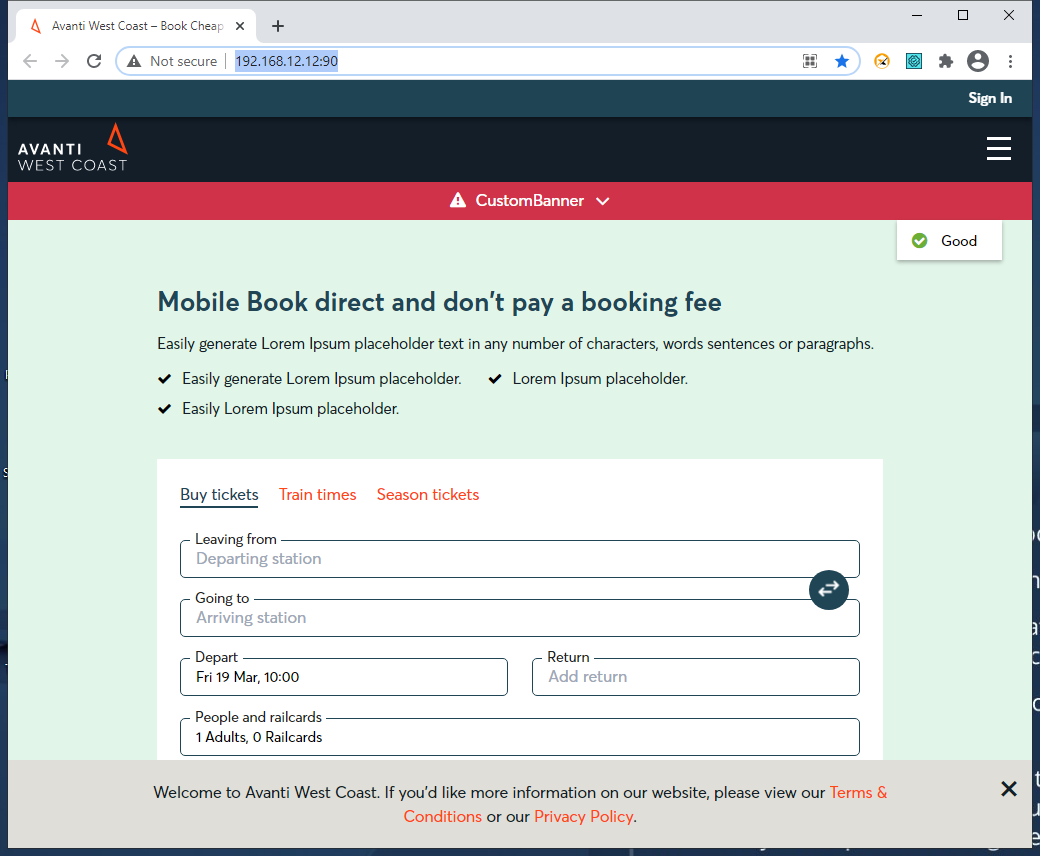 Avanti West Coast – Book Cheap
Not secure
192.168.12.12:90
Sign In
AVANTI
WEST COAST
CustomBanner
Good
Mobile Book direct and don't pay a booking fee
Easily generate Lorem Ipsum placeholder text in any number of characters, words sentences or paragraphs.
Easily generate Lorem Ipsum placeholder. Lorem Ipsum placeholder.
Easily Lorem Ipsum placeholder.
Buy tickets Train times Season tickets
Leaving from
Departing station
Going to
Arriving station
Depart Return
Fri 19 Mar, 10:00 Add return
People and railcards
1 Adults, 0 Railcards
Welcome to Avanti West Coast. If you'd like more information on our website, please view our Terms &
Conditions or our Privacy Policy.